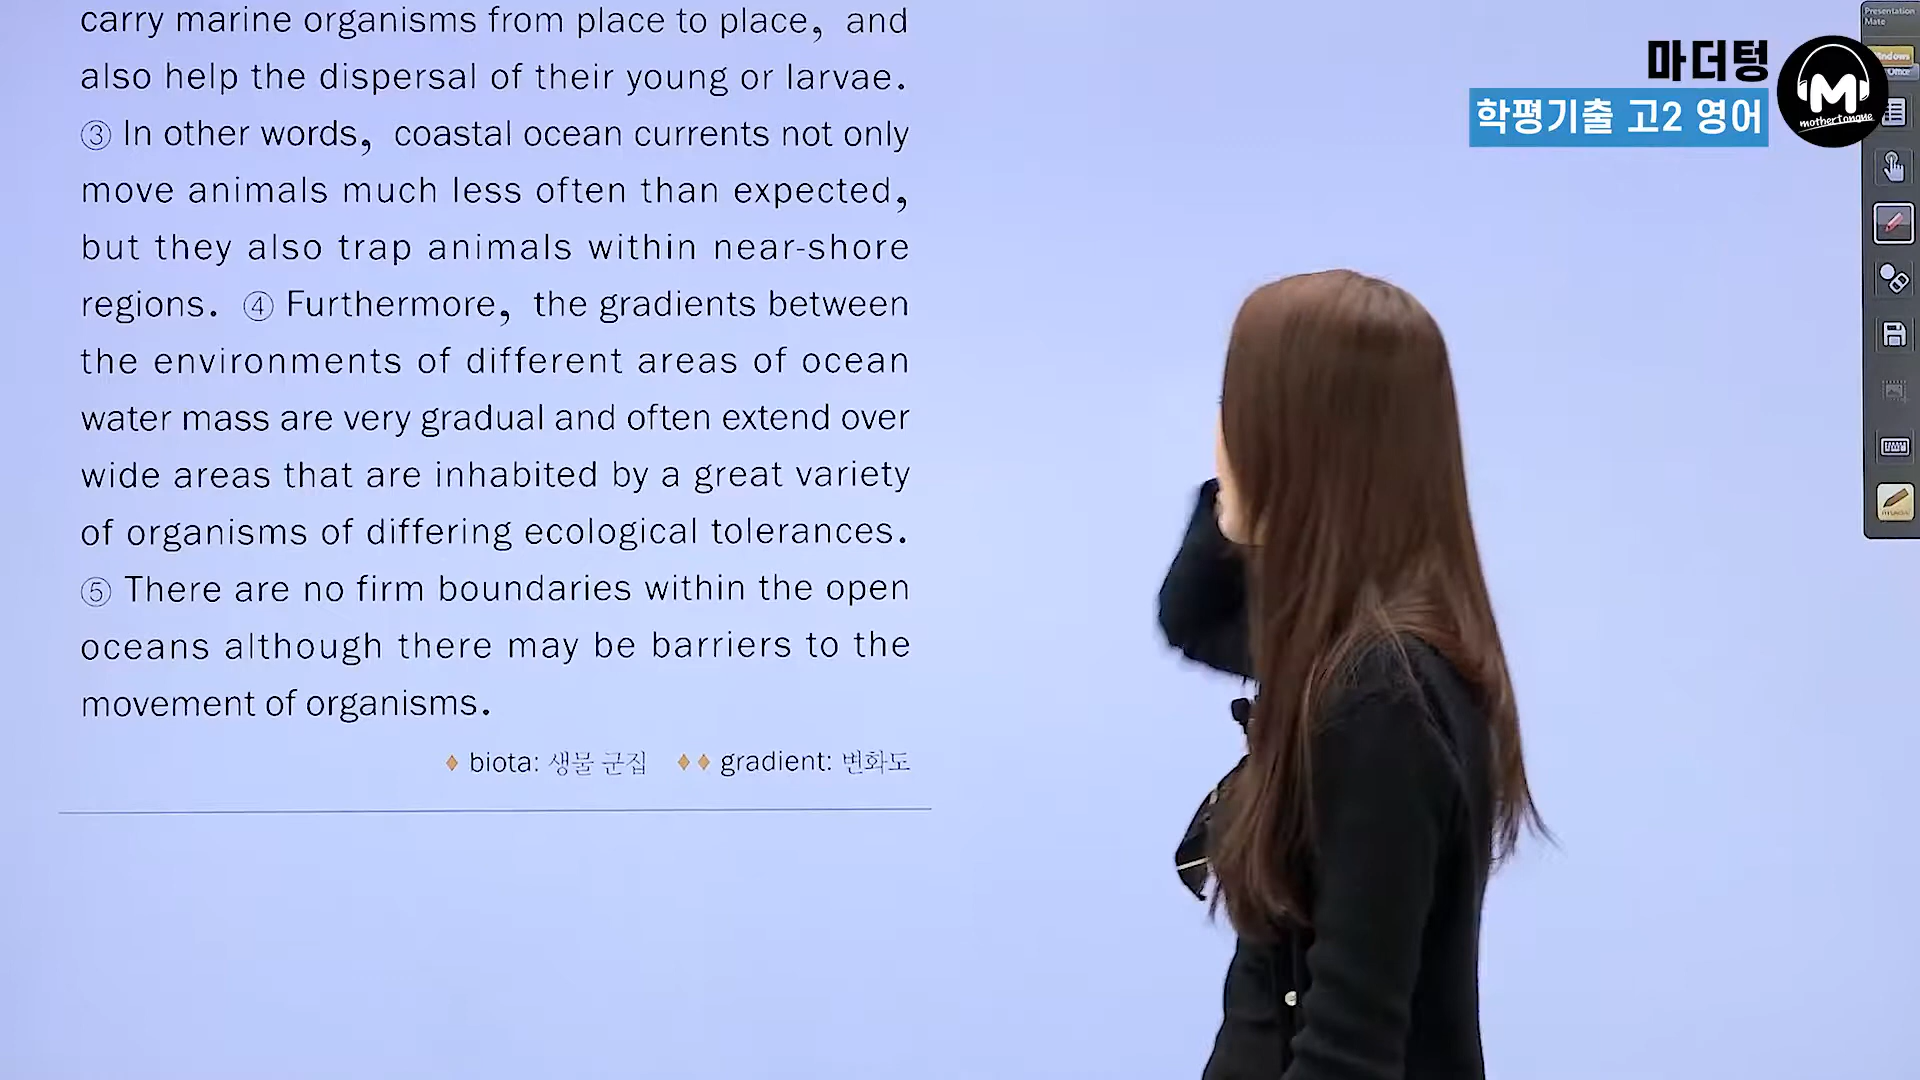 carry marine organisms from place to place, and
also help the dispersal of their young or larvae.
③ In other words, coastal ocean currents not only
move animals much less often than expected,
but they also trap animals within near-shore
regions. ④ Furthermore, the gradients between
the environments of different areas of ocean
water mass are very gradual and often extend over
wide areas that are inhabited by a great variety
of organisms of differing ecological tolerances.
⑤ There are no firm boundaries within the open
oceans although there may be barriers to the
movement of organisms.
♦ biota: 생물 군집 ♦♦ gradient: 변화도
마더텅
학평기출 고2 영어
M
mothertongue
Presentation
Mate